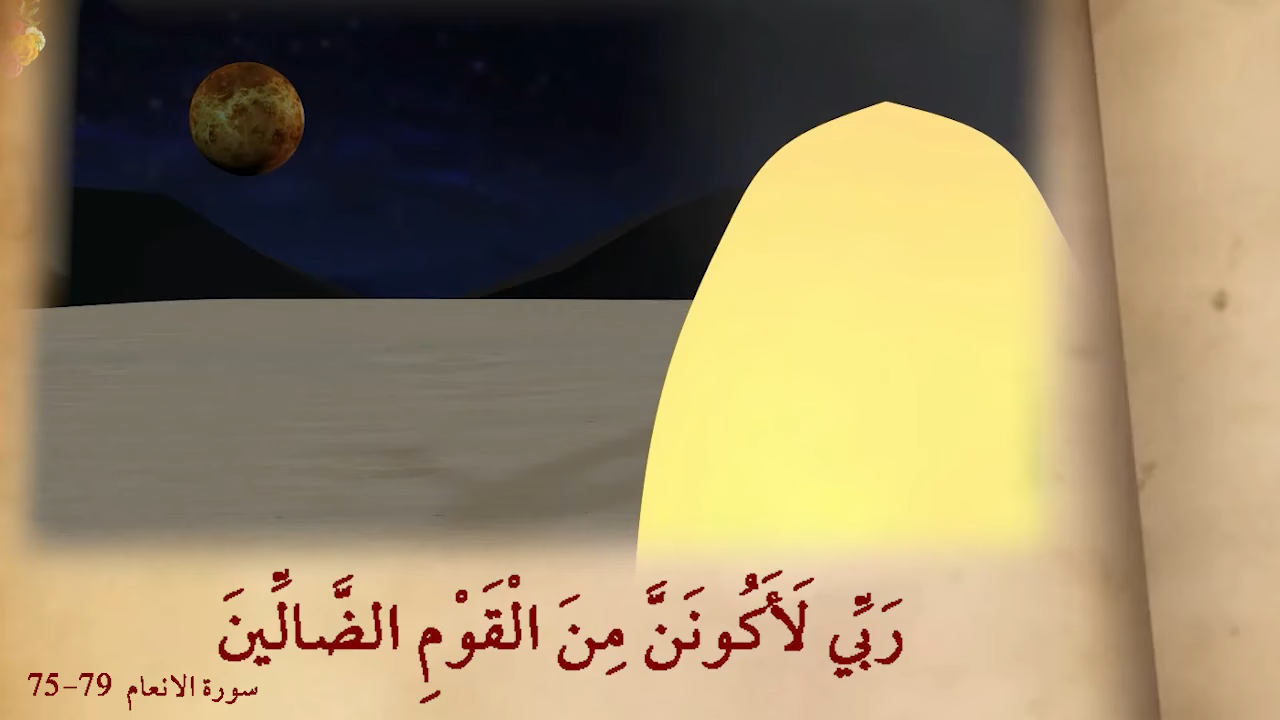 رَبِّي لَأَكُونَنَّ مِنَ الْقَوْمِ الضَّالِّينَ
سورة الانعام 79-75